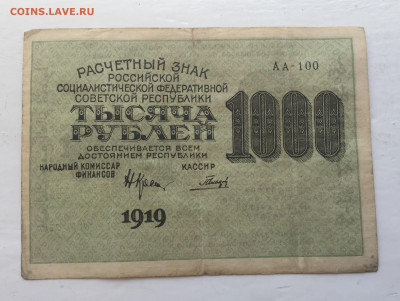 COINS.LAVE.RU
РАСЧЕТНЫЙ ЗНАК
РОССИЙСКОЙ
СОЦИАЛИСТИЧЕСКОЙ ФЕДЕРАТИВНОЙ
СОВЕТСКОЙ РЕСПУБЛИКИ
АА-100
ТЫСЯЧА
РУБЛЕЙ
1000
ОБЕСПЕЧИВАЕТСЯ ВСЕМ
ДОСТОЯНИЕМ РЕСПУБЛИКИ
НАРОДНЫЙ КОМИССАР
ФИНАНСОВ
КАССИР
1919